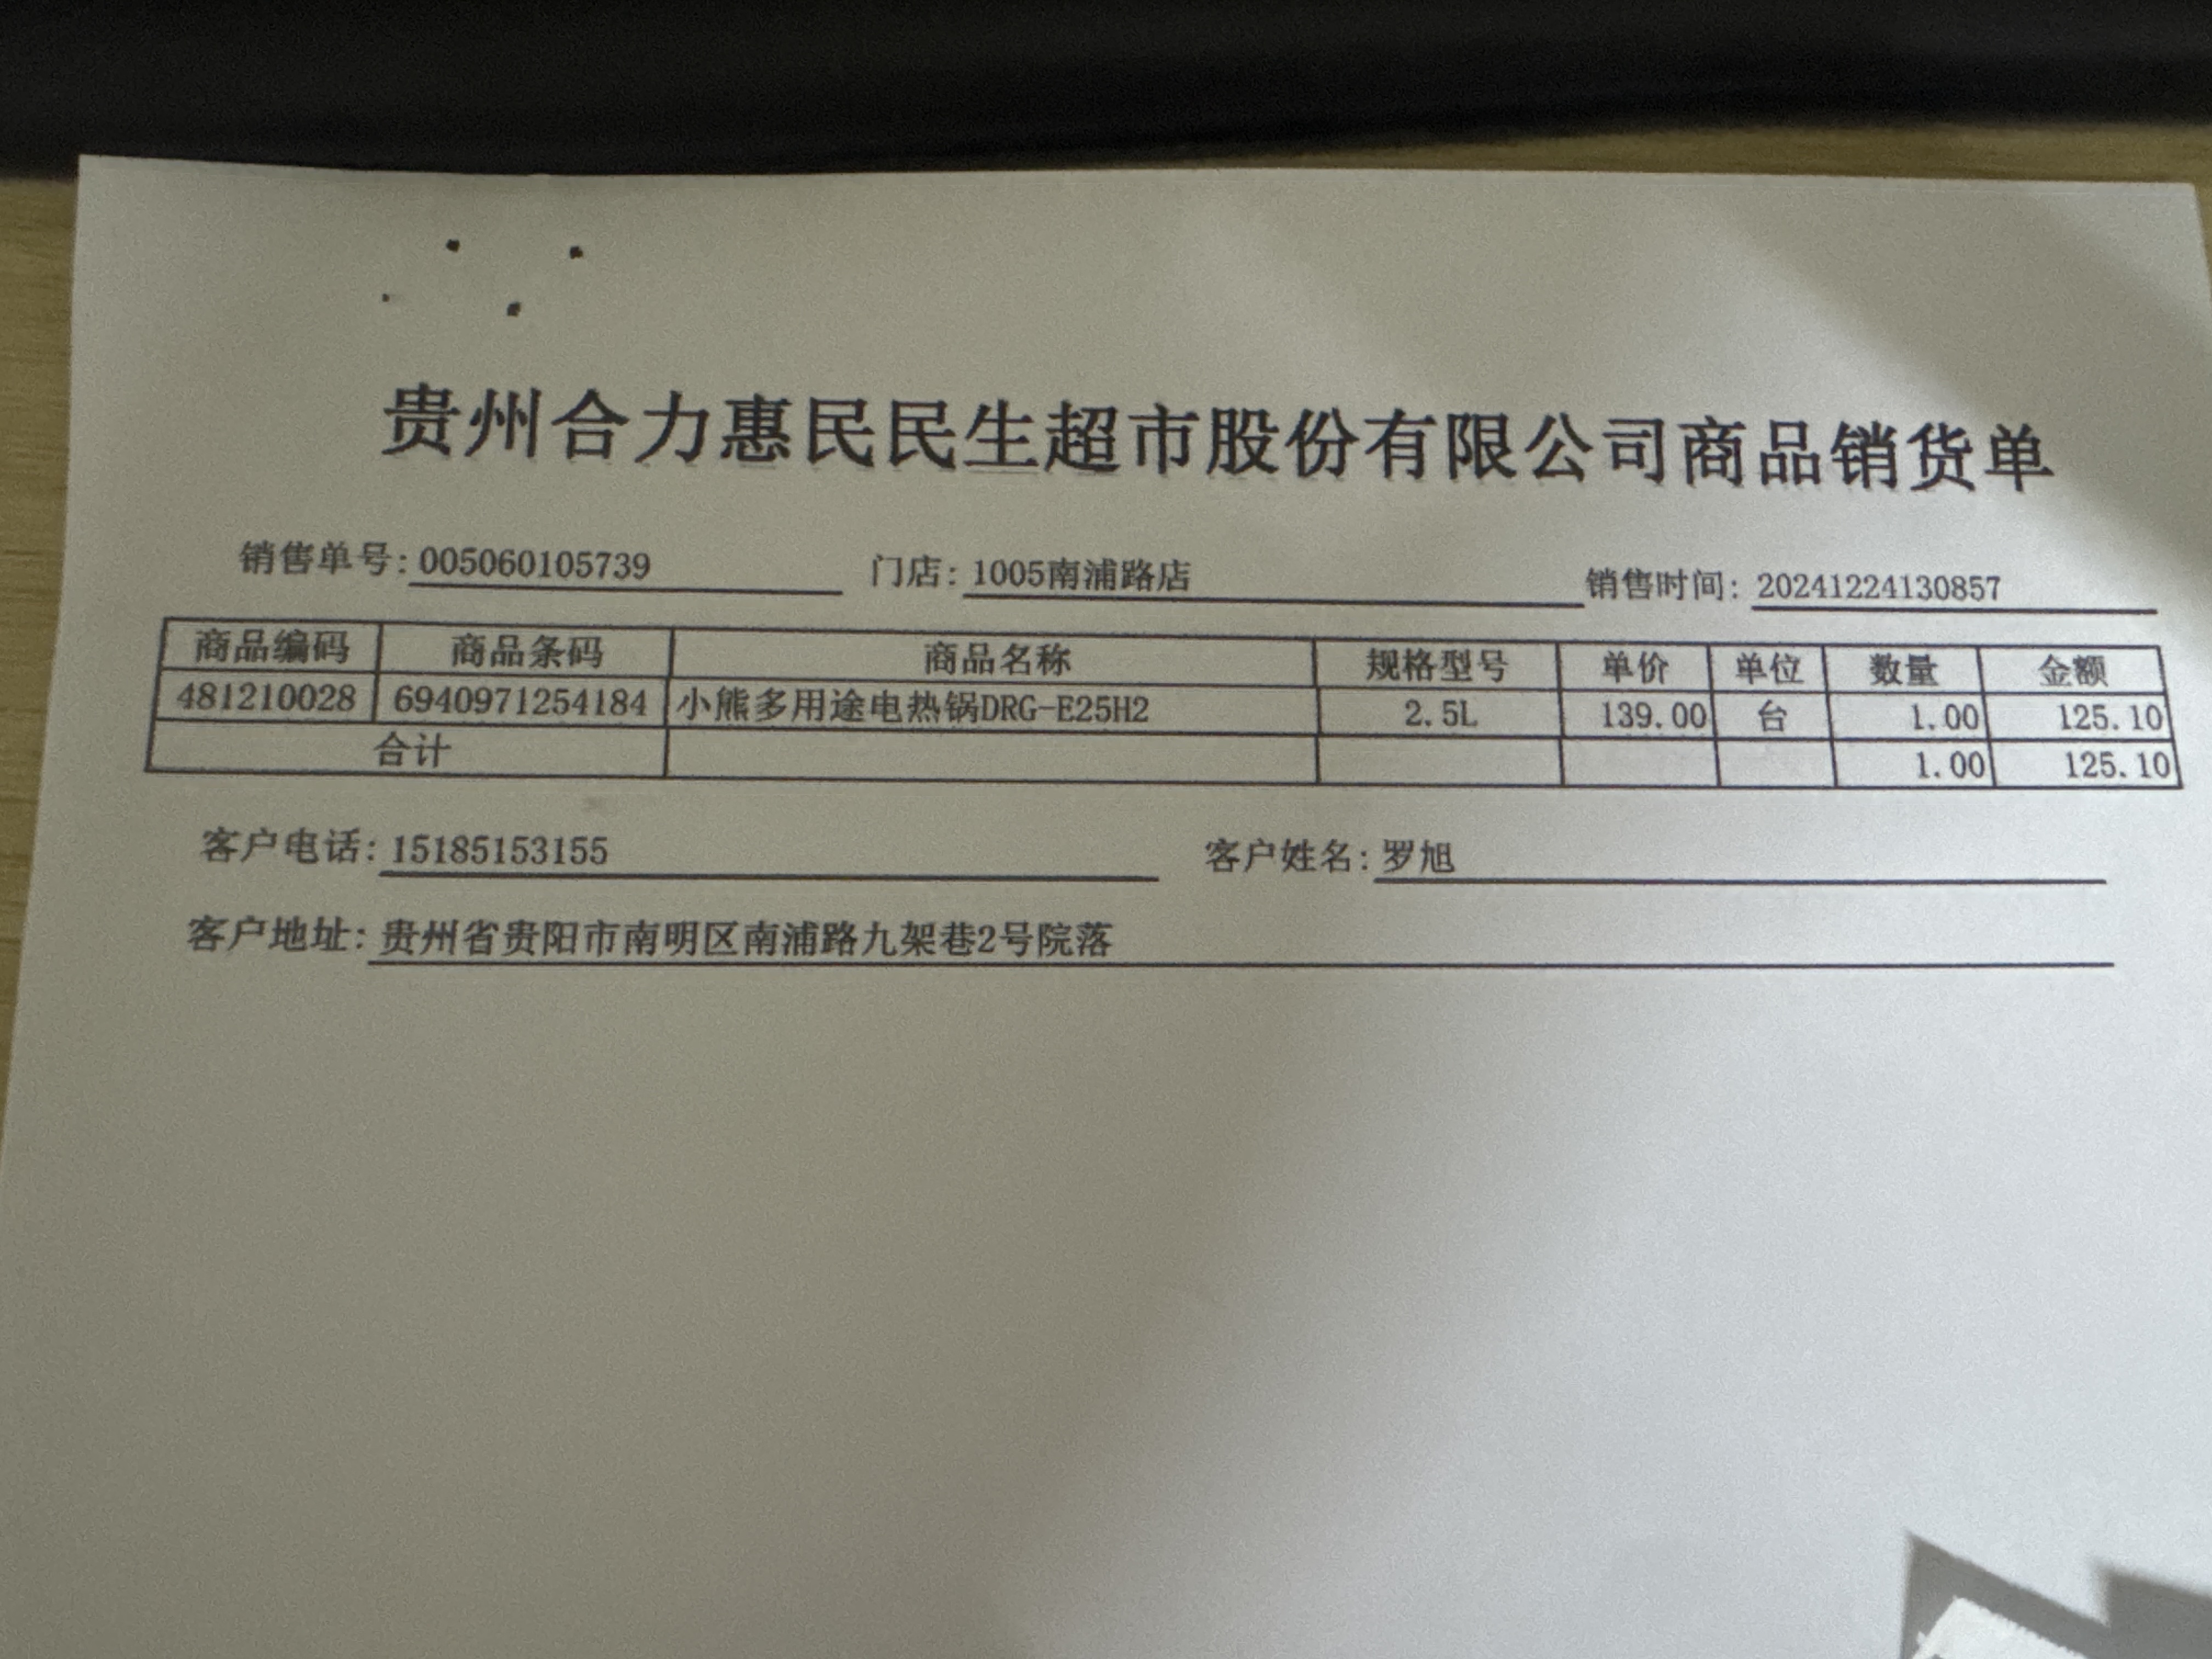 贵州合力惠民民生超市股份有限公司商品销货单
销售单号: 005060105739 门店: 1005南浦路店 销售时间: 20241224130857
商品编码 商品条码 商品名称 规格型号 单价 单位 数量 金额
481210028 6940971254184 小熊多用途电热锅DRG-E25H2 2.5L 139.00 台 1.00 125.10
合计 1.00 125.10
客户电话: 15185153155 客户姓名: 罗旭
客户地址: 贵州省贵阳市南明区南浦路九架巷2号院落